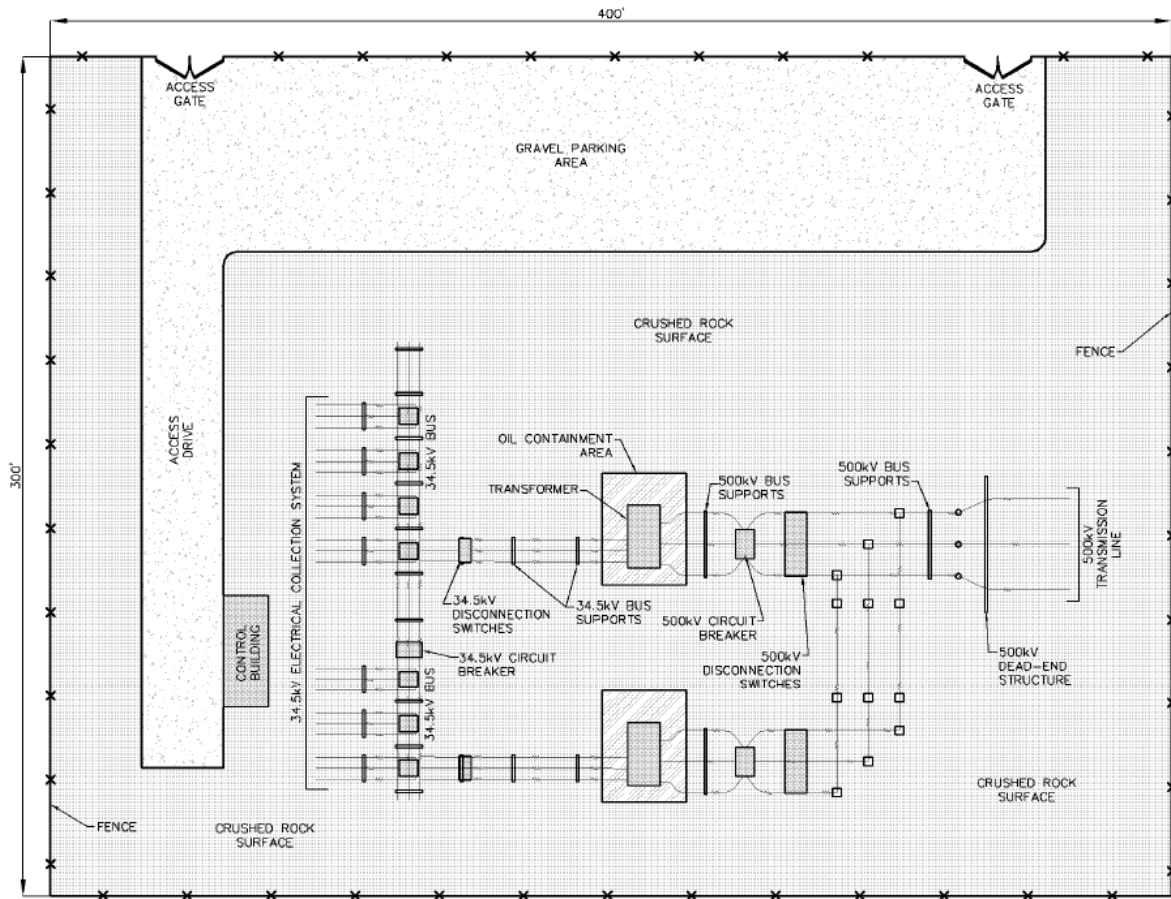 400'
ACCESS
GATE
ACCESS
GATE
GRAVEL PARKING
AREA
300'
CRUSHED ROCK
SURFACE
FENCE
ACCESS
DRIVE
34.5kV ELECTRICAL COLLECTION SYSTEM
34.5kV BUS
OIL CONTAINMENT
AREA
TRANSFORMER
500kV BUS
SUPPORTS
500kV BUS
SUPPORTS
500kV
TRANSMISSION
LINE
34.5kV
DISCONNECTION
SWITCHES
34.5kV BUS
SUPPORTS
500kV CIRCUIT
BREAKER
500kV
DISCONNECTION
SWITCHES
500kV
DEAD-END
STRUCTURE
CONTROL
BUILDING
34.5kV CIRCUIT
BREAKER
34.5kV BUS
CRUSHED ROCK
SURFACE
FENCE
CRUSHED ROCK
SURFACE